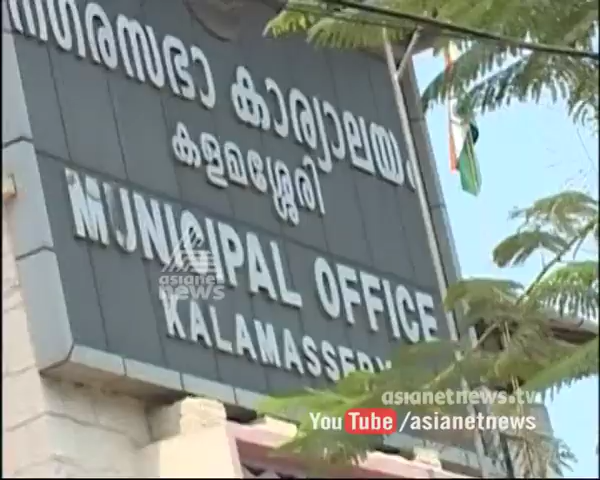 നഗരസഭാ കാര്യാലയം
കളമശ്ശേരി
MUNICIPAL OFFICE
KALAMASSERY
asianet
news
asianetnews.tv
YouTube /asianetnews